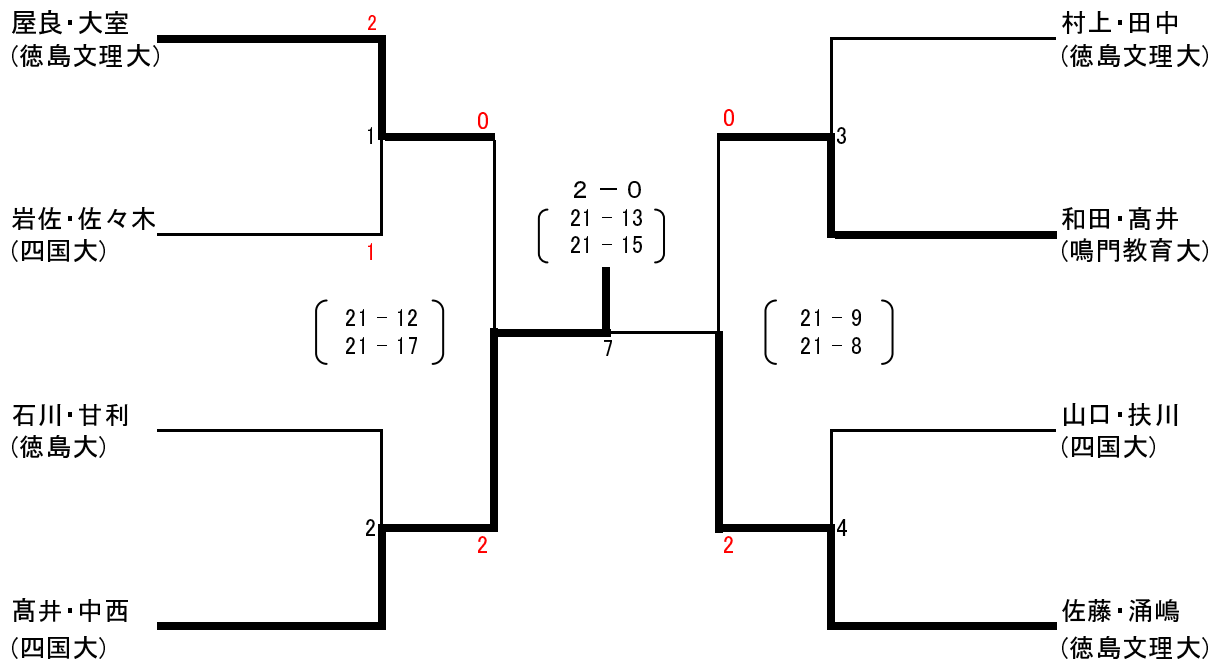 屋良・大室
(徳島文理大)
2
1
0
岩佐・佐々木
(四国大)
1
21 － 12
21 － 17
石川・甘利
(徳島大)
2
2
髙井・中西
(四国大)
２ － ０
21 － 13
21 － 15
7
村上・田中
(徳島文理大)
0
3
和田・髙井
(鳴門教育大)
21 － 9
21 － 8
山口・扶川
(四国大)
2
4
佐藤・涌嶋
(徳島文理大)